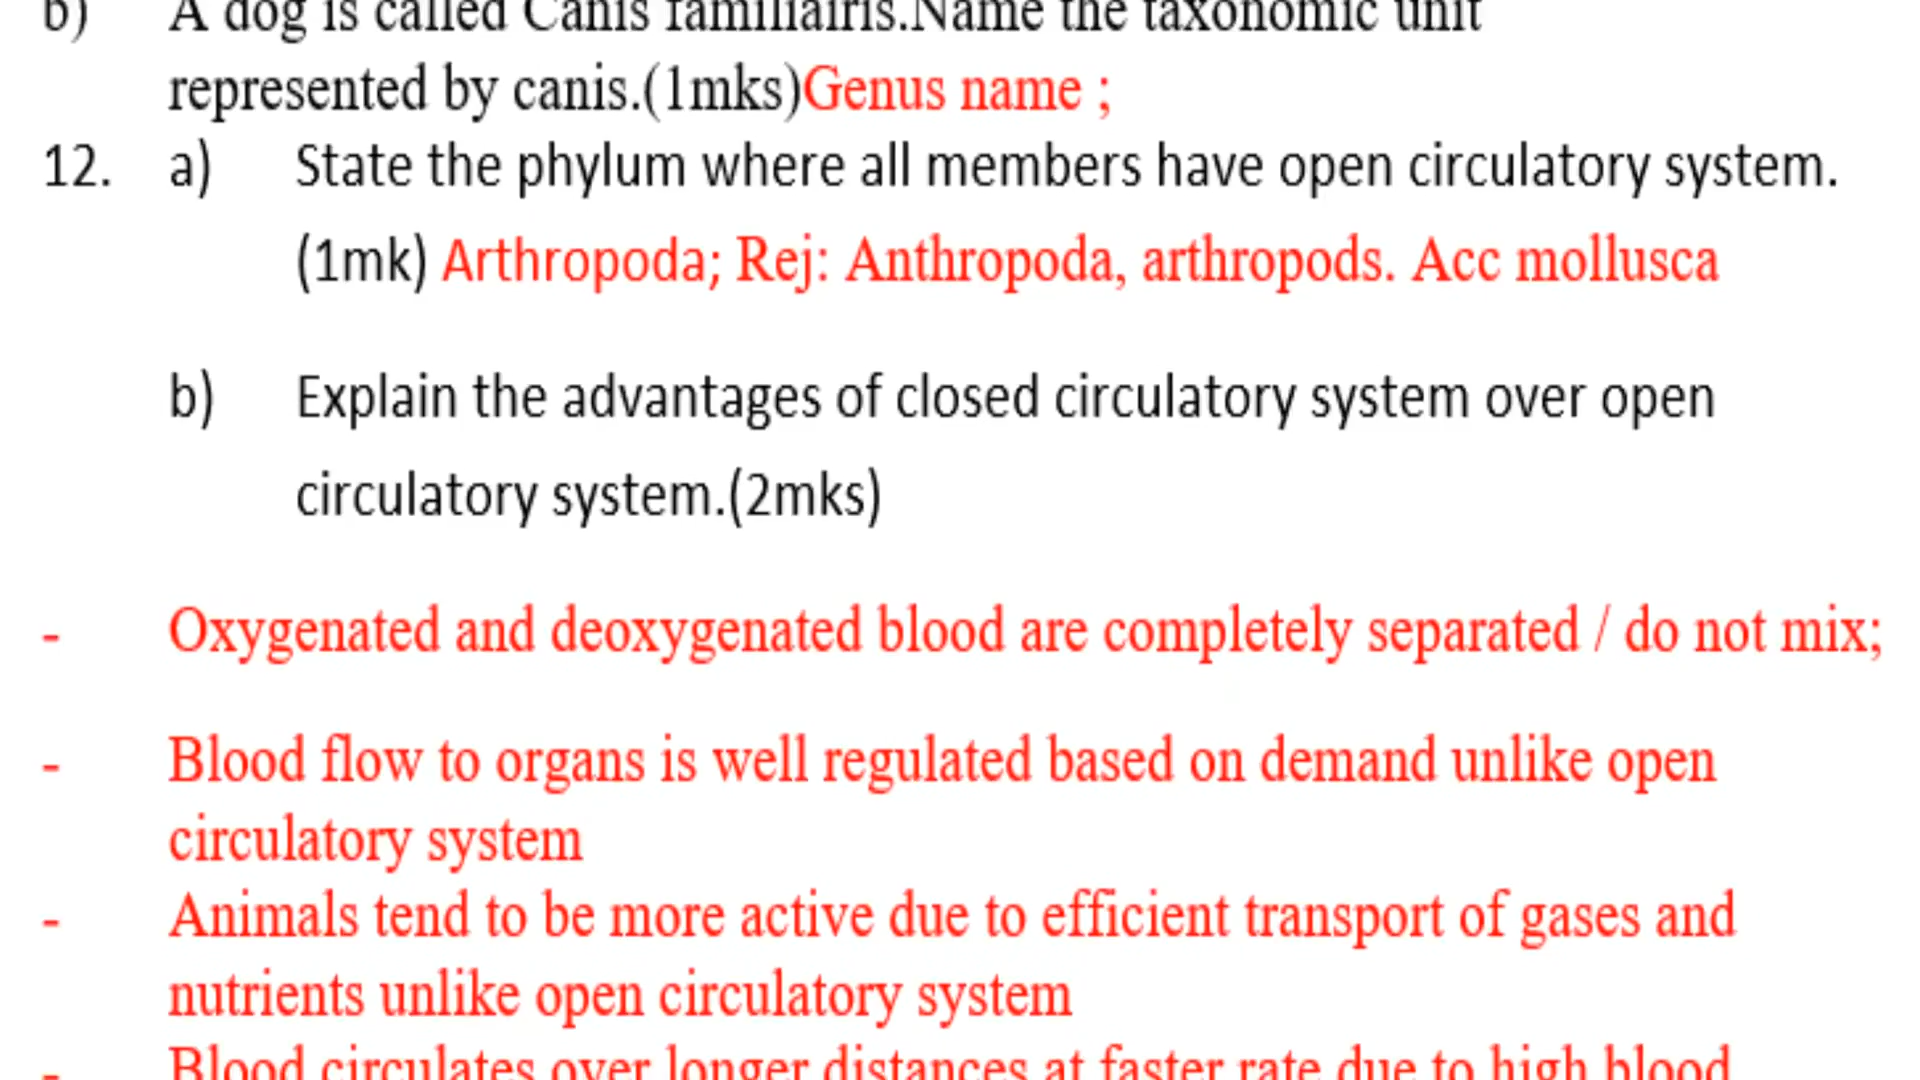 b) A dog is called Canis familiairis.Name the taxonomic unit
represented by canis.(1mks)Genus name ;
12. a) State the phylum where all members have open circulatory system.
(1mk) Arthropoda; Rej: Anthropoda, arthropods. Acc mollusca
b) Explain the advantages of closed circulatory system over open
circulatory system.(2mks)
- Oxygenated and deoxygenated blood are completely separated / do not mix;
- Blood flow to organs is well regulated based on demand unlike open
circulatory system
- Animals tend to be more active due to efficient transport of gases and
nutrients unlike open circulatory system
- Blood circulates over longer distances at faster rate due to high blood